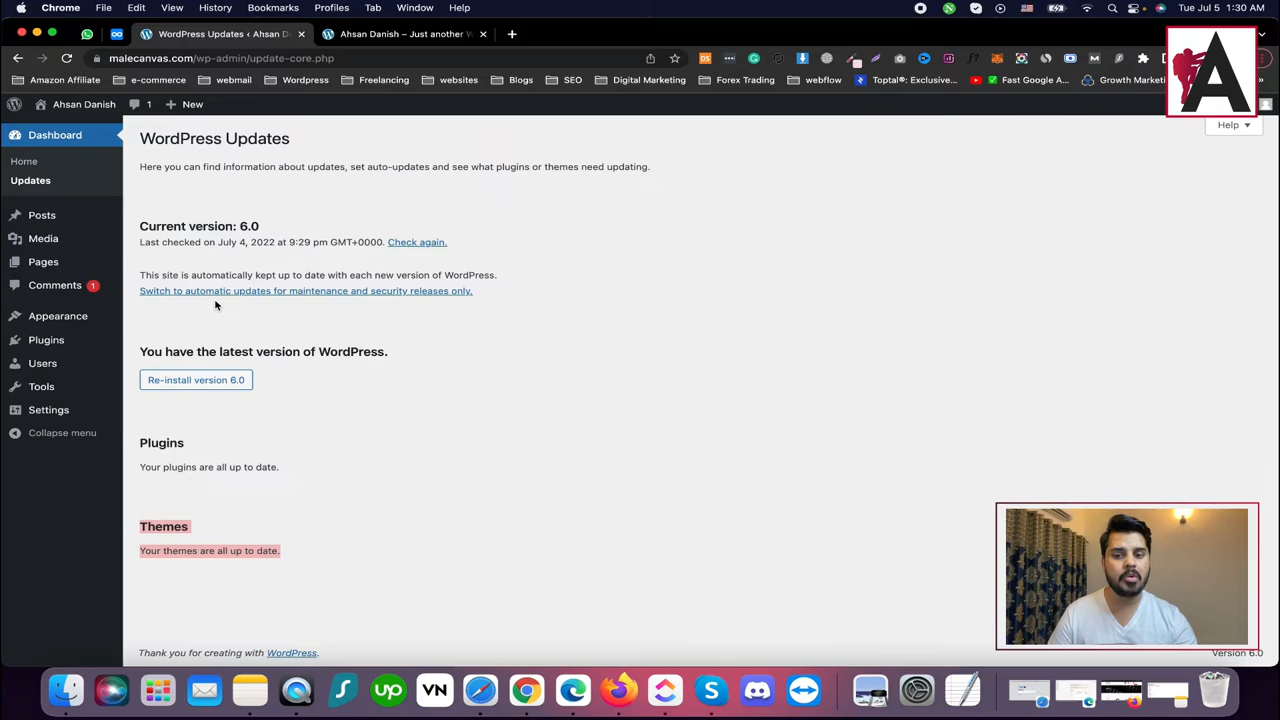 Chrome File Edit View History Bookmarks Profiles Tab Window Help Tue Jul 5 1:30 AM
WordPress Updates ‹ Ahsan D Ahsan Danish – Just another W
malecanvas.com/wp-admin/update-core.php
Amazon Affiliate e-commerce webmail Wordpress Freelancing websites Blogs SEO Digital Marketing Forex Trading webflow Toptal®: Exclusive... Fast Google A... Growth Market
Ahsan Danish 1 New
A
Help
Dashboard
Home
Updates
Posts
Media
Pages
Comments 1
Appearance
Plugins
Users
Tools
Settings
Collapse menu
WordPress Updates
Here you can find information about updates, set auto-updates and see what plugins or themes need updating.
Current version: 6.0
Last checked on July 4, 2022 at 9:29 pm GMT+0000. Check again.
This site is automatically kept up to date with each new version of WordPress.
Switch to automatic updates for maintenance and security releases only.
You have the latest version of WordPress.
Re-install version 6.0
Plugins
Your plugins are all up to date.
Themes
Your themes are all up to date.
Thank you for creating with WordPress.
Version 6.0
up VN